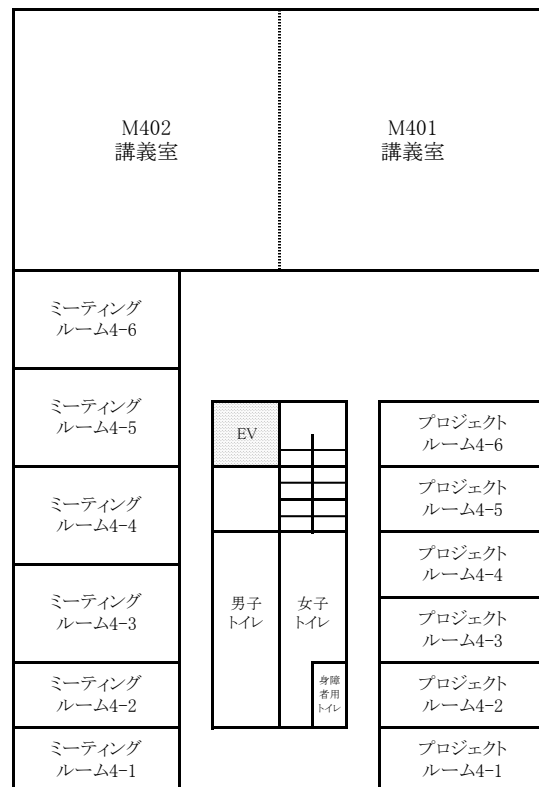 M402
講義室
M401
講義室
ミーティング
ルーム4-6
ミーティング
ルーム4-5
ミーティング
ルーム4-4
ミーティング
ルーム4-3
ミーティング
ルーム4-2
ミーティング
ルーム4-1
EV
男子
トイレ
女子
トイレ
身障
者用
トイレ
プロジェクト
ルーム4-6
プロジェクト
ルーム4-5
プロジェクト
ルーム4-4
プロジェクト
ルーム4-3
プロジェクト
ルーム4-2
プロジェクト
ルーム4-1